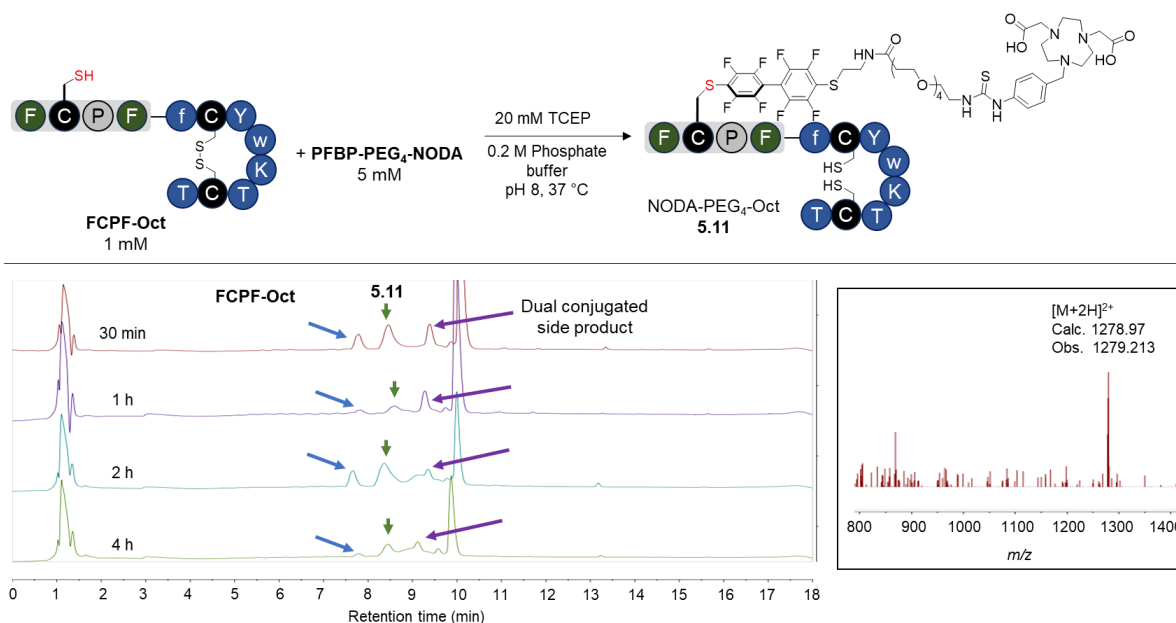 SH
F C P F f C Y w K T C T
S
S
FCPF-Oct
1 mM
+ PFBP-PEG4-NODA
5 mM
20 mM TCEP
0.2 M Phosphate
buffer
pH 8, 37 °C
F F F F
S
F F F F
S
H
N
O
O
4
N
H
S
N
H
N
N
N
O
HO
O
HO
F C P F f C Y w K T C T
HS
HS
NODA-PEG4-Oct
5.11
FCPF-Oct
5.11
Dual conjugated
side product
30 min
1 h
2 h
4 h
0 1 2 3 4 5 6 7 8 9 10 11 12 13 14 15 16 17 18
Retention time (min)
[M+2H]2+
Calc. 1278.97
Obs. 1279.213
800 900 1000 1100 1200 1300 1400
m/z